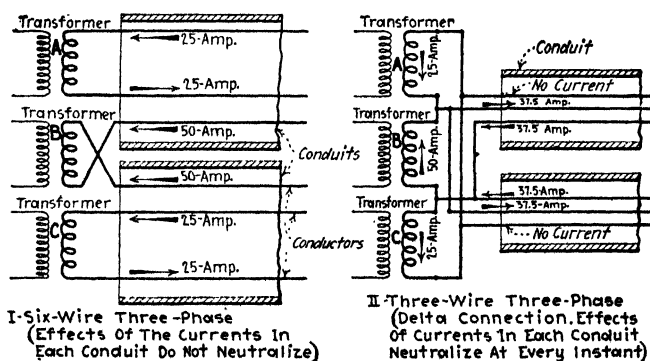 Transformer
A
25-Amp.
25-Amp.
Transformer
B
50-Amp.
Conduits
50-Amp.
Transformer
C
25-Amp.
Conductors
25-Amp.
I-Six-Wire Three-Phase
(Effects Of The Currents In
Each Conduit Do Not Neutralize)
Transformer
A
25-Amp.
Conduit
No Current
37.5 Amp.
Transformer
B
50-Amp.
37.5 Amp.
Transformer
C
25-Amp.
37.5-Amp.
37.5-Amp.
No Current
II-Three-Wire Three-Phase
(Delta Connection. Effects
Of Currents In Each Conduit
Neutralize At Every Instant)